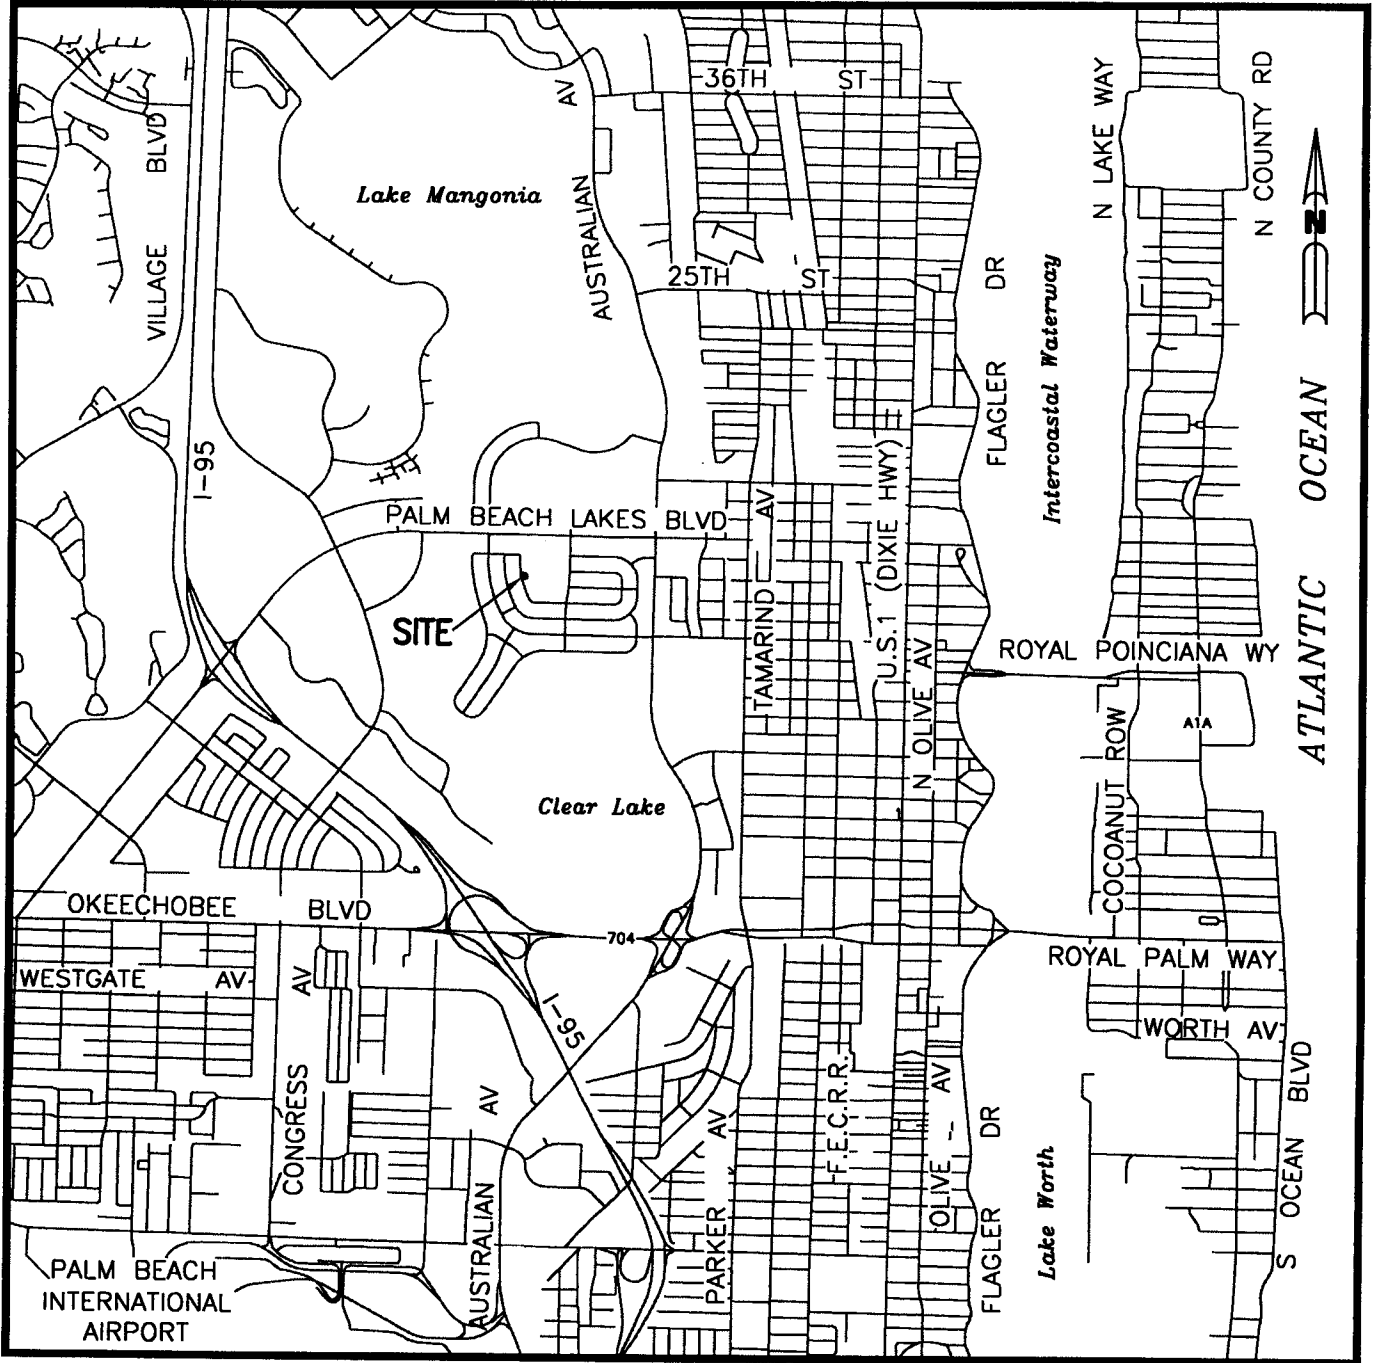 36TH ST
AV
N LAKE WAY
N COUNTY RD
VILLAGE BLVD
Lake Mangonia
AUSTRALIAN
N
25TH ST
FLAGLER DR
Intercoastal Waterway
ATLANTIC OCEAN
I-95
PALM BEACH LAKES BLVD
TAMARIND AV
U.S.1 (DIXIE HWY)
SITE
N OLIVE AV
ROYAL POINCIANA WY
A1A
COCOANUT ROW
Clear Lake
OKEECHOBEE BLVD
704
WESTGATE AV
ROYAL PALM WAY
WORTH AV
I-95
CONGRESS AV
AUSTRALIAN AV
PARKER AV
F.E.C.R.R.
OLIVE AV
FLAGLER DR
Lake Worth
S OCEAN BLVD
PALM BEACH
INTERNATIONAL
AIRPORT